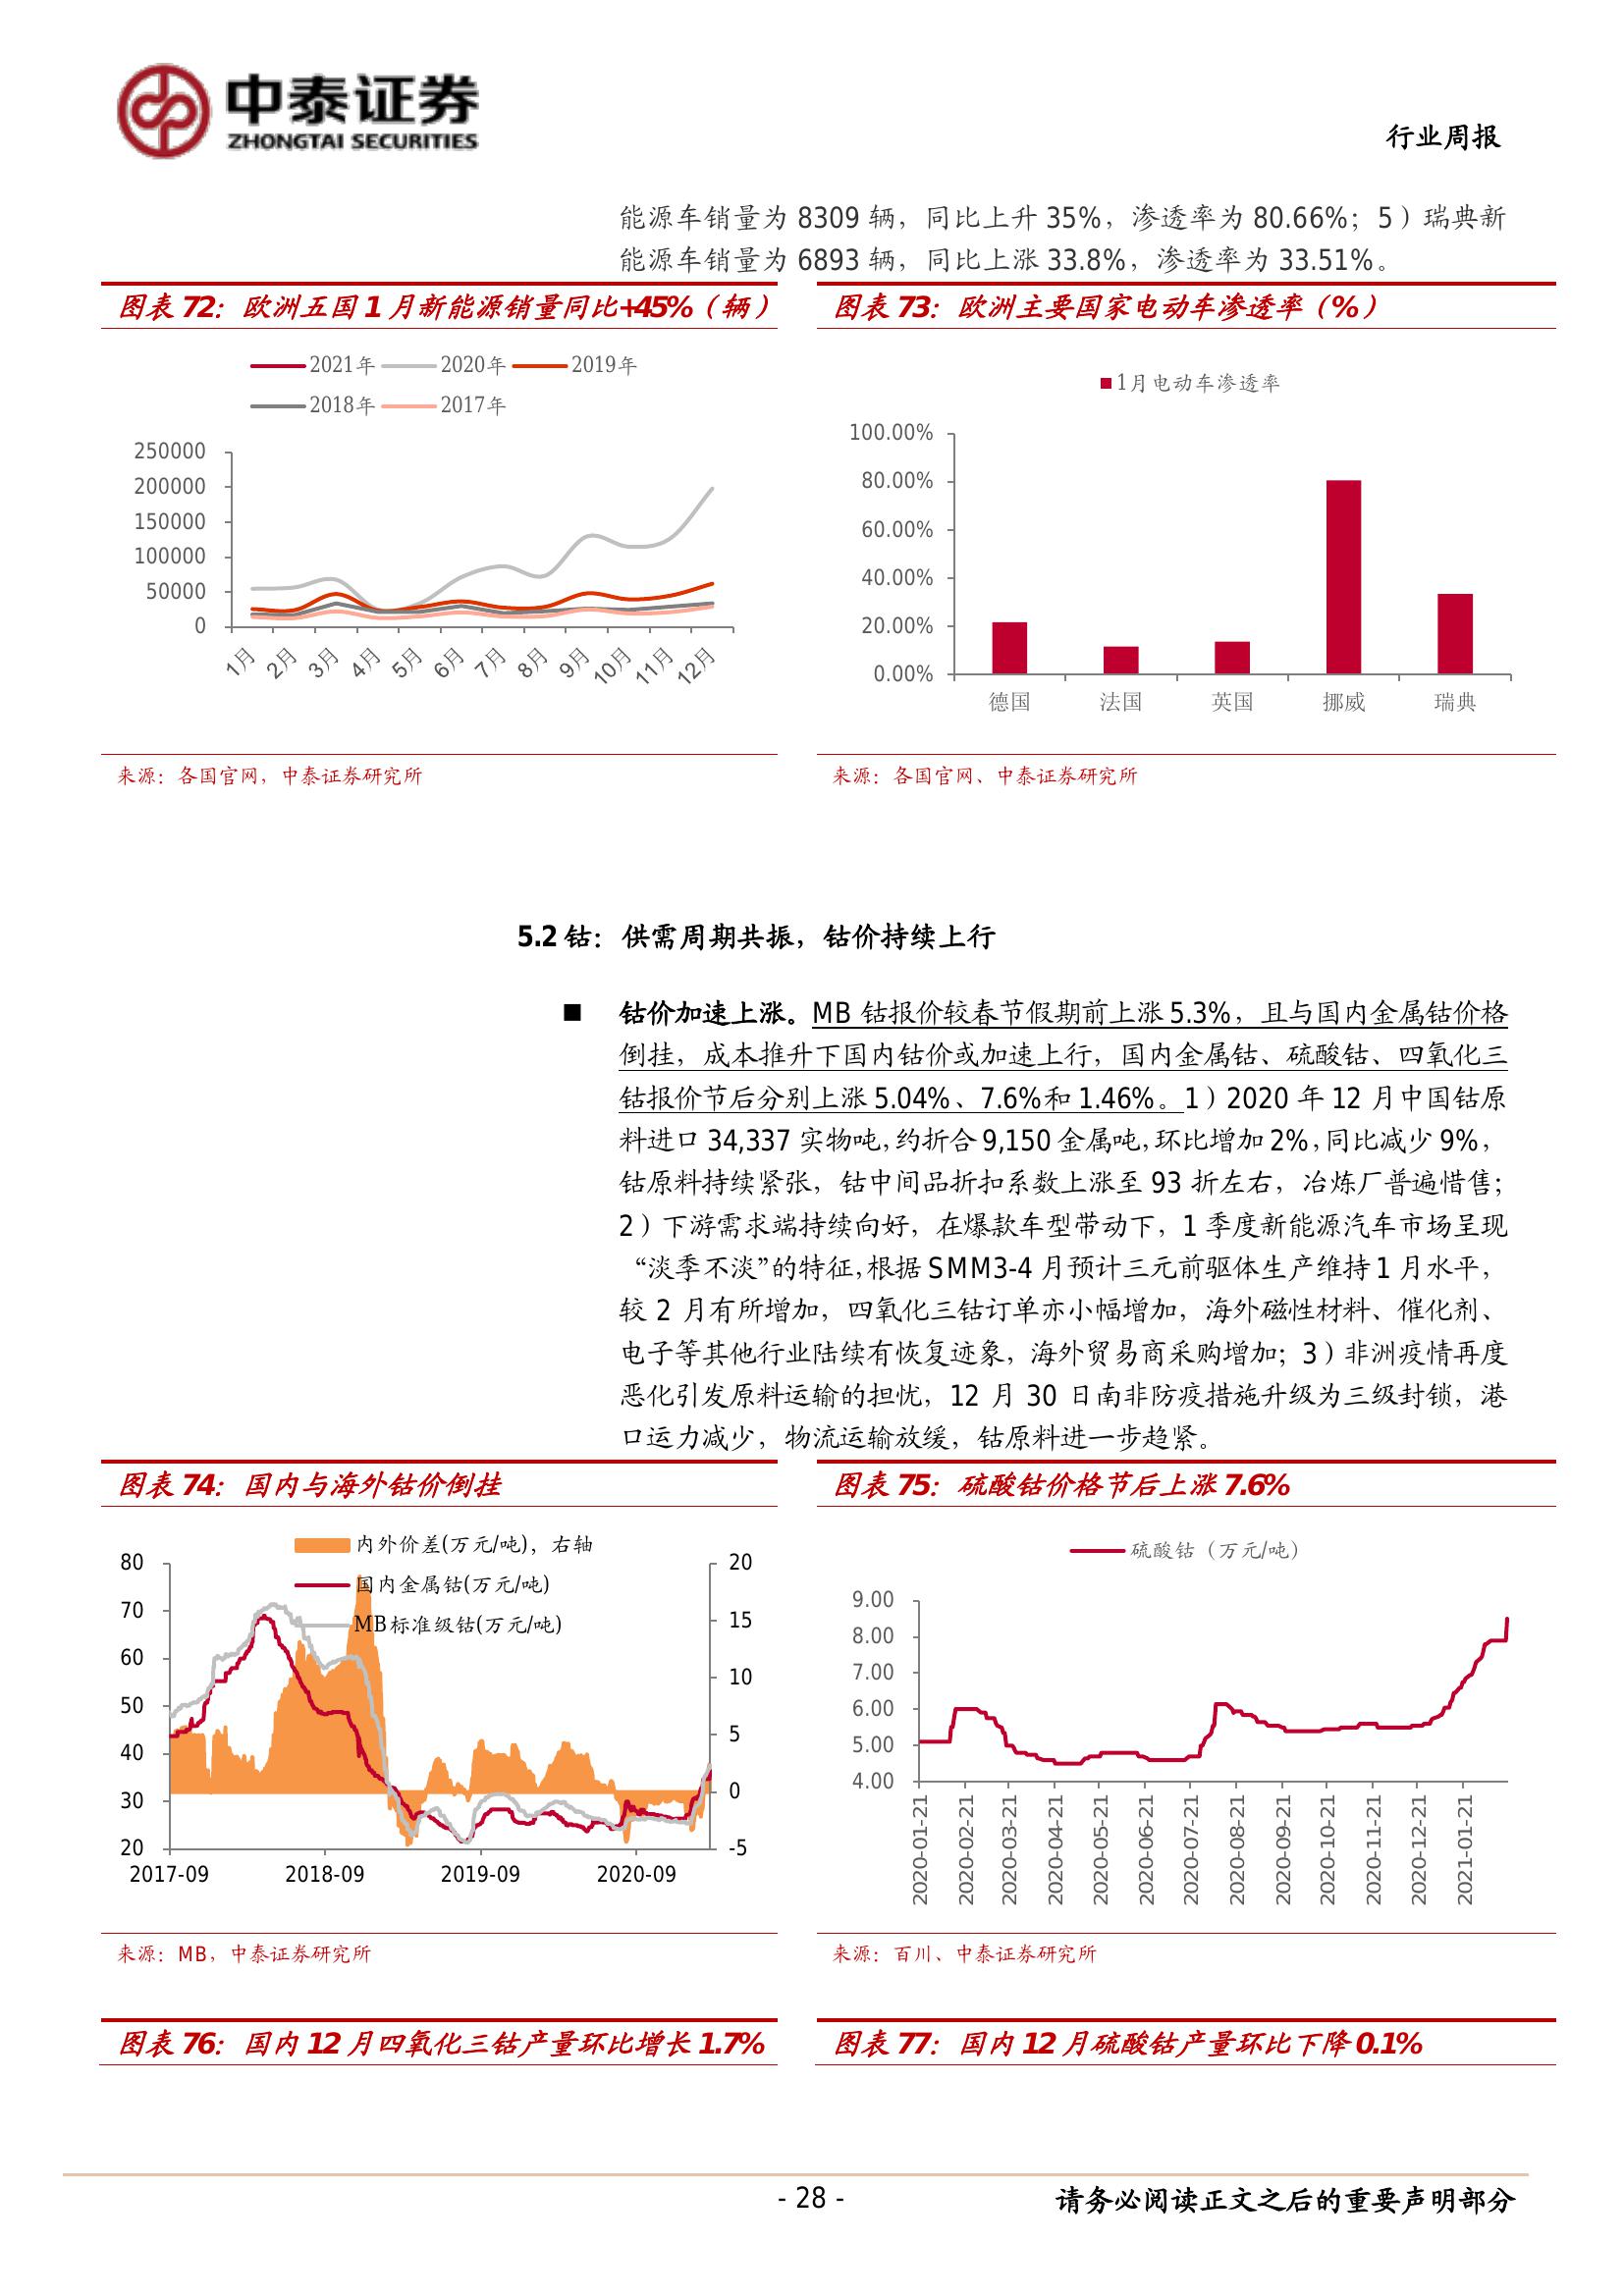 中泰证券
ZHONGTAI SECURITIES
行业周报
能源车销量为 8309 辆，同比上升 35%，渗透率为 80.66%；5）瑞典新
能源车销量为 6893 辆，同比上涨 33.8%，渗透率为 33.51%。
图表 72：欧洲五国 1 月新能源销量同比+45%（辆）
2021年 2020年 2019年
2018年 2017年
250000
200000
150000
100000
50000
0
1月 2月 3月 4月 5月 6月 7月 8月 9月 10月 11月 12月
来源：各国官网，中泰证券研究所
图表 73：欧洲主要国家电动车渗透率（%）
1月电动车渗透率
100.00%
80.00%
60.00%
40.00%
20.00%
0.00%
德国 法国 英国 挪威 瑞典
来源：各国官网、中泰证券研究所
5.2 钴：供需周期共振，钴价持续上行
■ 钴价加速上涨。MB 钴报价较春节假期前上涨 5.3%，且与国内金属钴价格
倒挂，成本推升下国内钴价或加速上行，国内金属钴、硫酸钴、四氧化三
钴报价节后分别上涨 5.04%、7.6%和 1.46%。1）2020 年 12 月中国钴原
料进口 34,337 实物吨，约折合 9,150 金属吨，环比增加 2%，同比减少 9%，
钴原料持续紧张，钴中间品折扣系数上涨至 93 折左右，冶炼厂普遍惜售；
2）下游需求端持续向好，在爆款车型带动下，1 季度新能源汽车市场呈现
“淡季不淡”的特征，根据 SMM3-4 月预计三元前驱体生产维持 1 月水平，
较 2 月有所增加，四氧化三钴订单亦小幅增加，海外磁性材料、催化剂、
电子等其他行业陆续有恢复迹象，海外贸易商采购增加；3）非洲疫情再度
恶化引发原料运输的担忧，12 月 30 日南非防疫措施升级为三级封锁，港
口运力减少，物流运输放缓，钴原料进一步趋紧。
图表 74：国内与海外钴价倒挂
内外价差(万元/吨)，右轴
国内金属钴(万元/吨)
MB标准级钴(万元/吨)
80
70
60
50
40
30
20
20
15
10
5
0
-5
2017-09 2018-09 2019-09 2020-09
来源：MB，中泰证券研究所
图表 75：硫酸钴价格节后上涨 7.6%
硫酸钴（万元/吨）
9.00
8.00
7.00
6.00
5.00
4.00
2020-01-21 2020-02-21 2020-03-21 2020-04-21 2020-05-21 2020-06-21 2020-07-21 2020-08-21 2020-09-21 2020-10-21 2020-11-21 2020-12-21 2021-01-21
来源：百川、中泰证券研究所
图表 76：国内 12 月四氧化三钴产量环比增长 1.7%
图表 77：国内 12 月硫酸钴产量环比下降 0.1%
- 28 -
请务必阅读正文之后的重要声明部分